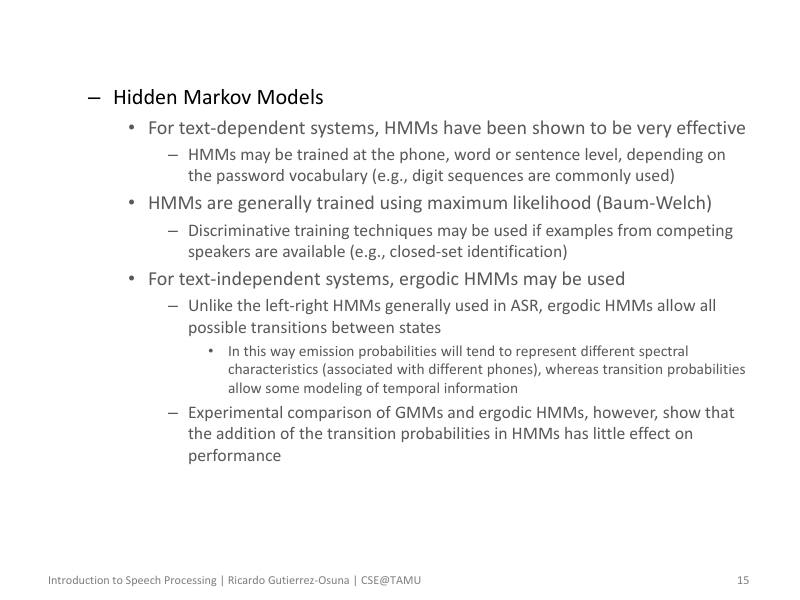 – Hidden Markov Models
• For text-dependent systems, HMMs have been shown to be very effective
– HMMs may be trained at the phone, word or sentence level, depending on
the password vocabulary (e.g., digit sequences are commonly used)
• HMMs are generally trained using maximum likelihood (Baum-Welch)
– Discriminative training techniques may be used if examples from competing
speakers are available (e.g., closed-set identification)
• For text-independent systems, ergodic HMMs may be used
– Unlike the left-right HMMs generally used in ASR, ergodic HMMs allow all
possible transitions between states
• In this way emission probabilities will tend to represent different spectral
characteristics (associated with different phones), whereas transition probabilities
allow some modeling of temporal information
– Experimental comparison of GMMs and ergodic HMMs, however, show that
the addition of the transition probabilities in HMMs has little effect on
performance
Introduction to Speech Processing | Ricardo Gutierrez-Osuna | CSE@TAMU 15